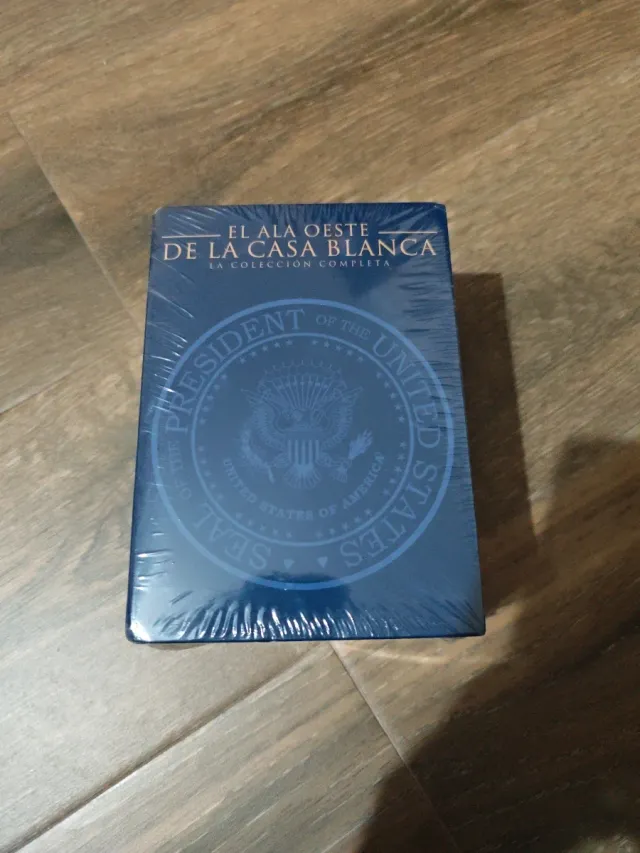 EL ALA OESTE
DE LA CASA BLANCA
LA COLECCIÓN COMPLETA
SEAL OF THE PRESIDENT OF THE UNITED STATES
UNITED STATES OF AMERICA